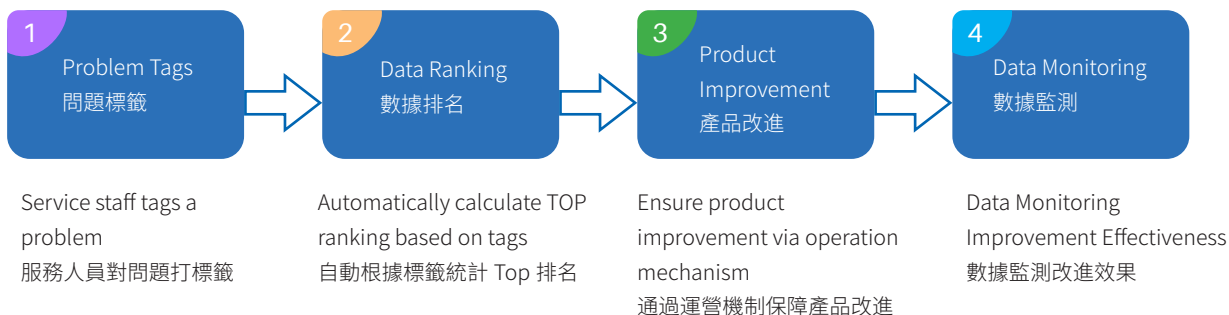 1
Problem Tags
問題標籤
2
Data Ranking
數據排名
3
Product
Improvement
產品改進
4
Data Monitoring
數據監測
Service staff tags a
problem
服務人員對問題打標籤
Automatically calculate TOP
ranking based on tags
自動根據標籤統計 Top 排名
Ensure product
improvement via operation
mechanism
通過運營機制保障產品改進
Data Monitoring
Improvement Effectiveness
數據監測改進效果